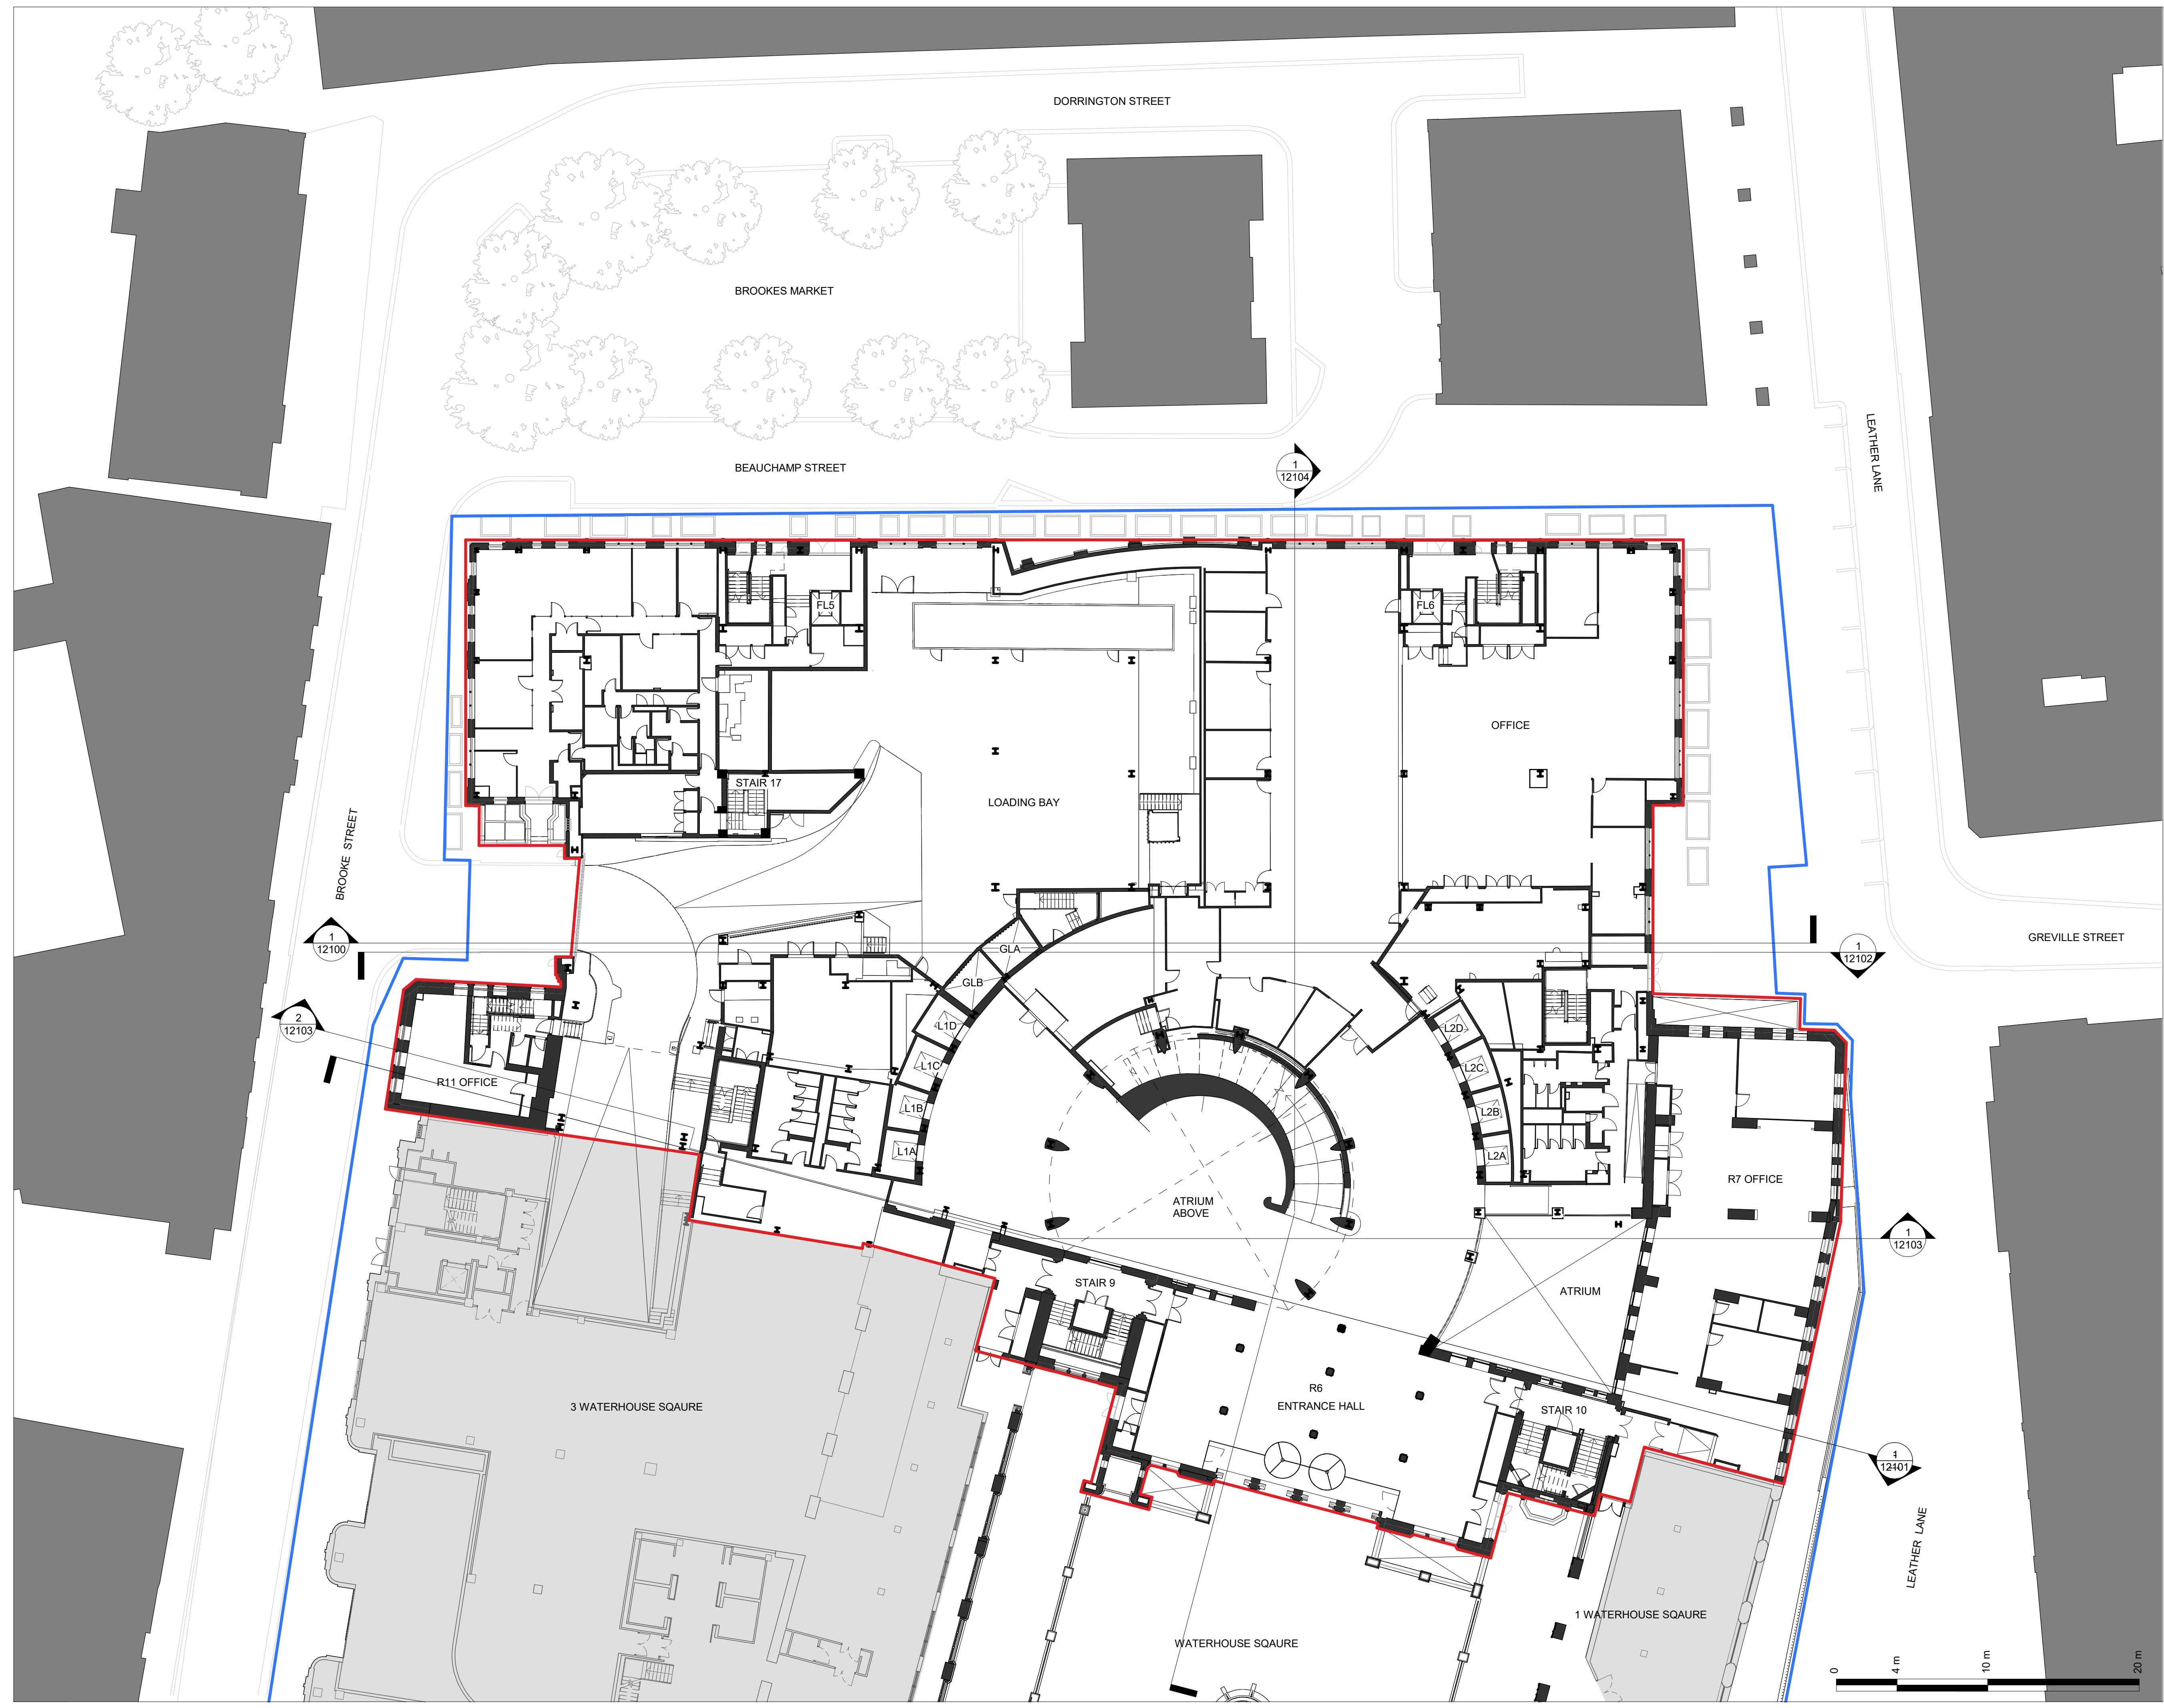 DORRINGTON STREET
BROOKES MARKET
LEATHER LANE
BEAUCHAMP STREET
1
12104
FL5
FL6
OFFICE
STAIR 17
LOADING BAY
BROOKE STREET
1
12100
GREVILLE STREET
1
12102
GLA
GLB
2
12103
L1D
L2D
L1C
L2C
R11 OFFICE
L1B
L2B
L1A
L2A
R7 OFFICE
ATRIUM
ABOVE
1
12103
STAIR 9
ATRIUM
R6
ENTRANCE HALL
3 WATERHOUSE SQAURE
STAIR 10
1
12101
LEATHER LANE
1 WATERHOUSE SQAURE
WATERHOUSE SQAURE
0
4 m
10 m
20 m